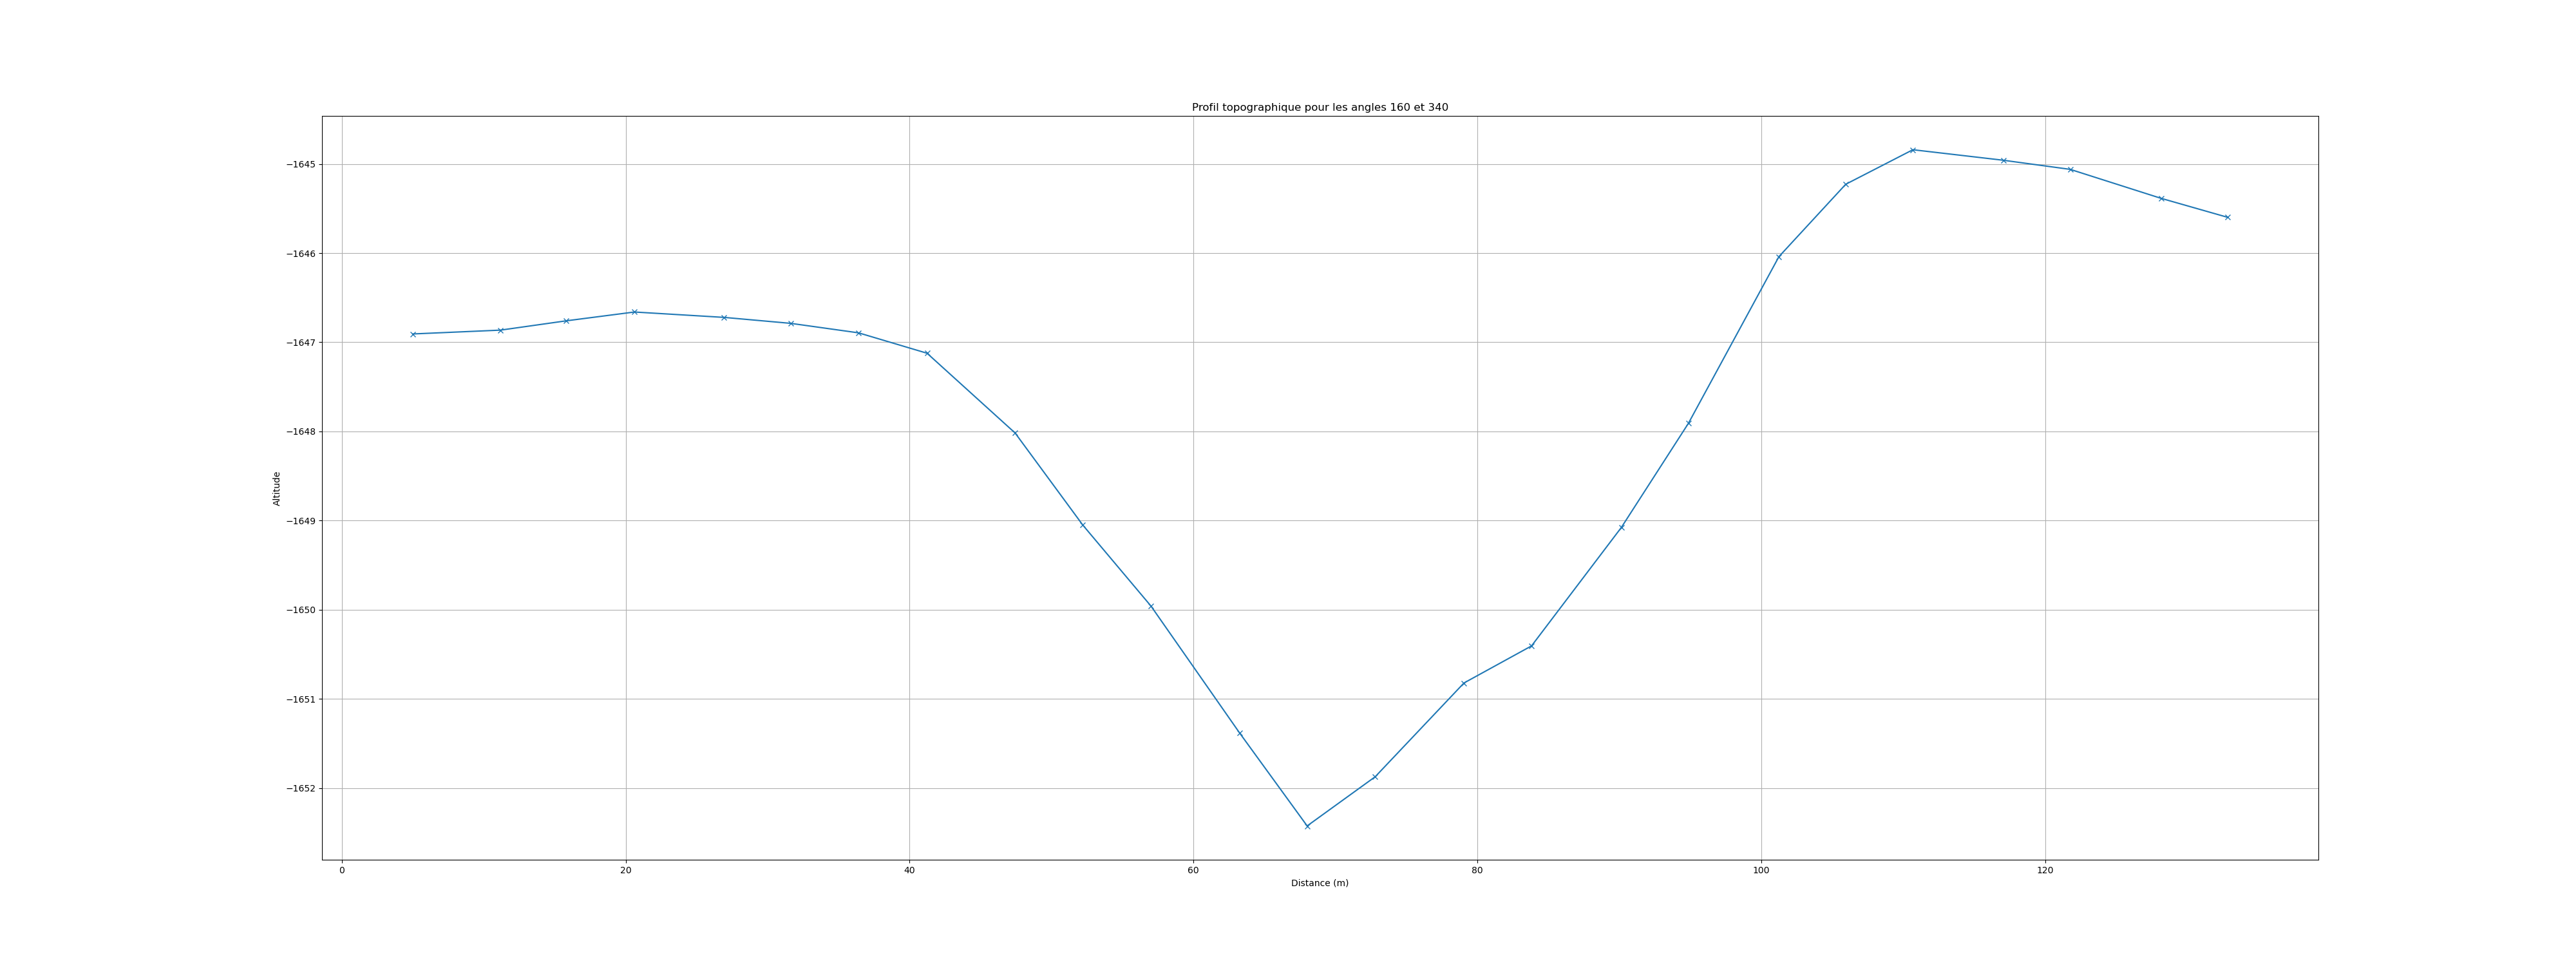 Profil topographique pour les angles 160 et 340
Altitude
−1645
−1646
−1647
−1648
−1649
−1650
−1651
−1652
0 20 40 60 80 100 120
Distance (m)